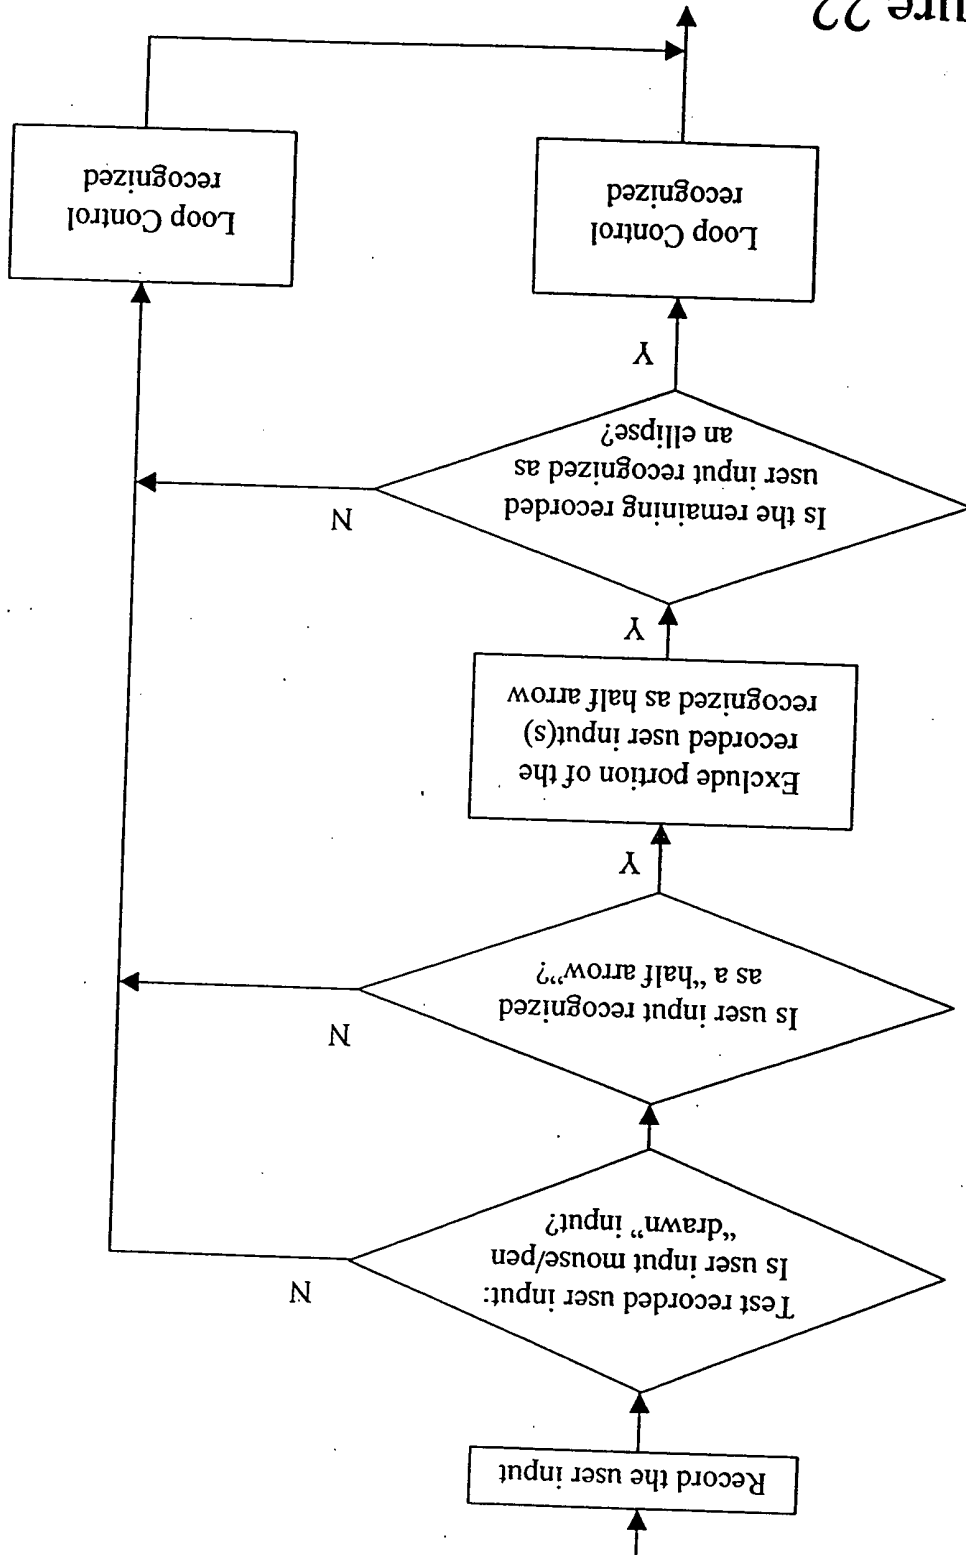 Record the user input
Test recorded user input:
Is user input mouse/pen
“drawn” input?
N
Is user input recognized
as a “half arrow”?
N
Y
Exclude portion of the
recorded user input(s)
recognized as half arrow
Y
Is the remaining recorded
user input recognized as
an ellipse?
N
Y
Loop Control
recognized
Loop Control
recognized
ure 22